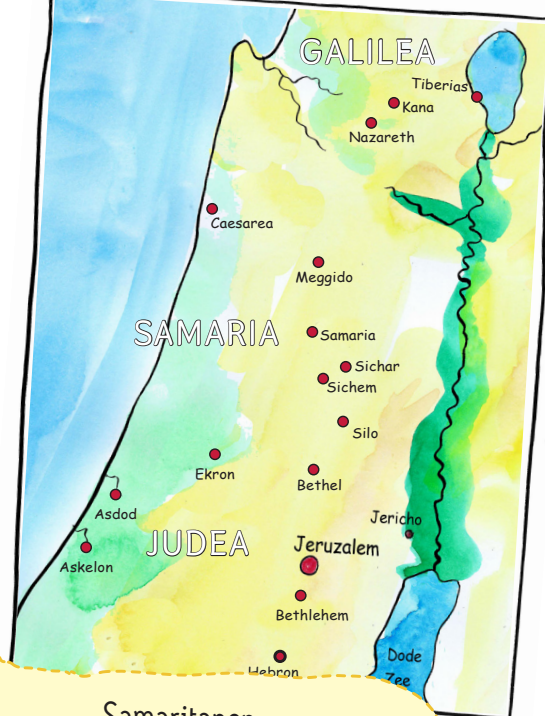 GALILEA
Tiberias
Kana
Nazareth
Caesarea
Meggido
SAMARIA
Samaria
Sichar
Sichem
Silo
Ekron
Bethel
Asdod
Jericho
JUDEA
Jeruzalem
Askelon
Bethlehem
Hebron
Dode
Zee
Samaritanen